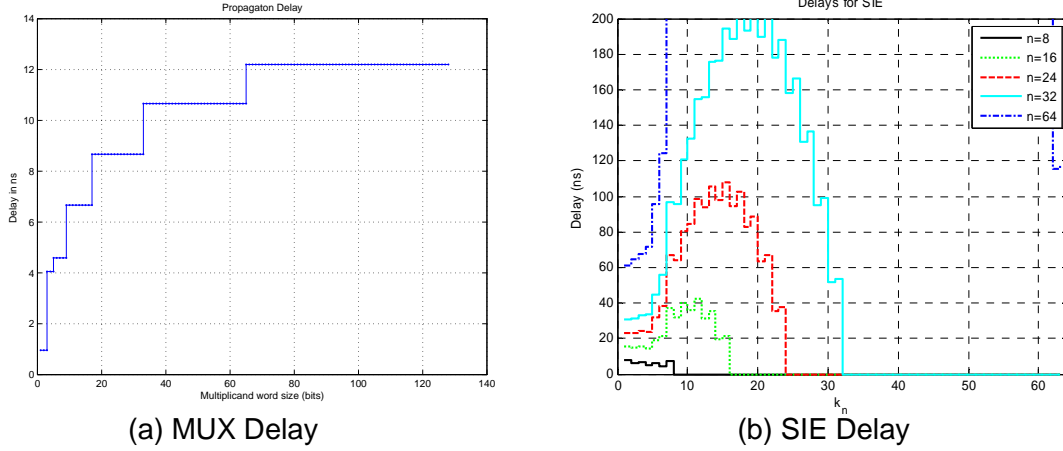 Propagaton Delay
14
12
10
8
6
4
2
0
Delay in ns
0 20 40 60 80 100 120 140
Multiplicand word size (bits)
(a) MUX Delay
Delays for SIE
200
180
160
140
120
100
80
60
40
20
0
Delay (ns)
0 10 20 30 40 50 60
k_n
n=8
n=16
n=24
n=32
n=64
(b) SIE Delay